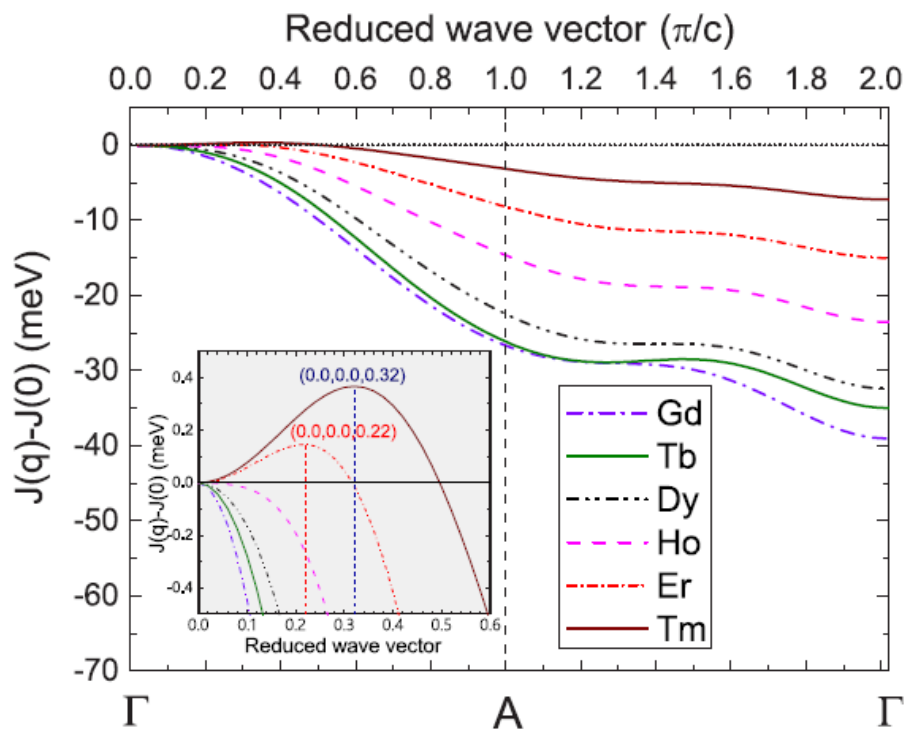 Reduced wave vector (π/c)
0.0 0.2 0.4 0.6 0.8 1.0 1.2 1.4 1.6 1.8 2.0
J(q)-J(0) (meV)
0
-10
-20
-30
-40
-50
-60
-70
J(q)-J(0) (meV)
0,4
0,2
0,0
-0,2
-0,4
(0.0,0.0,0.32)
(0.0,0.0,0.22)
0.0 0.1 0.2 0.3 0.4 0.5 0.6
Reduced wave vector
Gd
Tb
Dy
Ho
Er
Tm
Γ A Γ